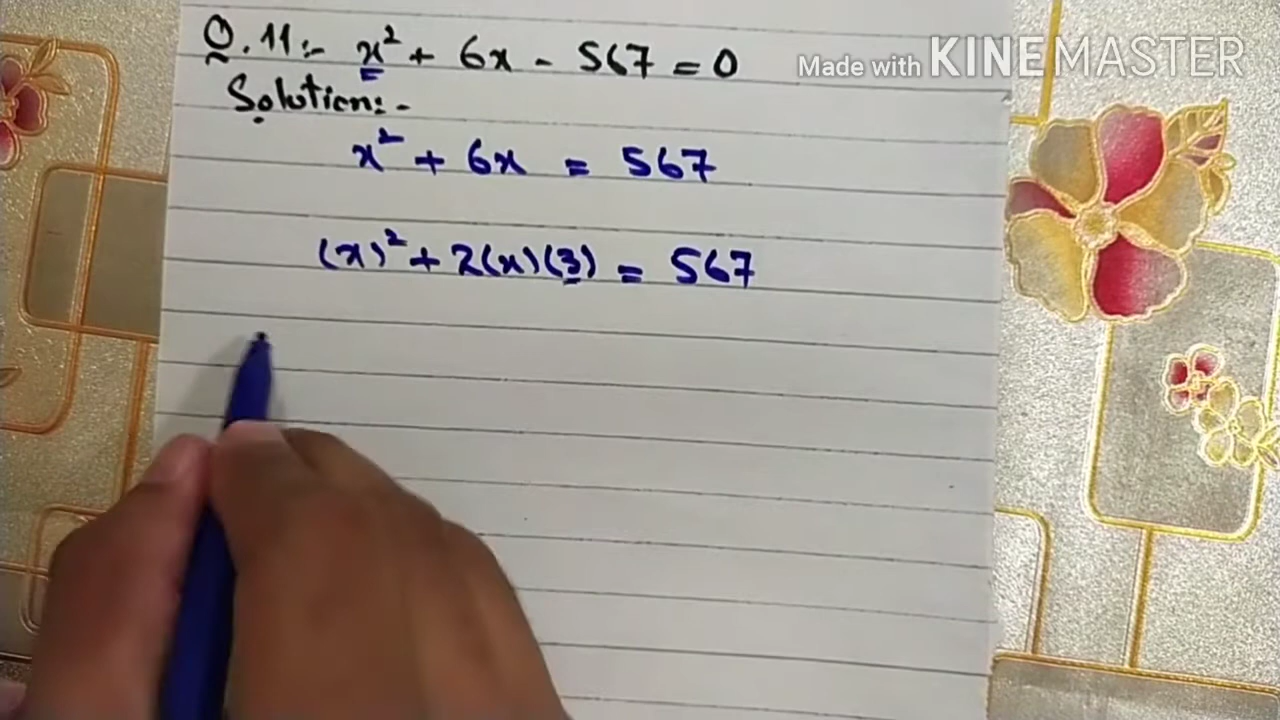 Q.11:- x² + 6x - 567 = 0
Made with KINEMASTER
Solution:-
x² + 6x = 567
(x)² + 2(x)(3) = 567